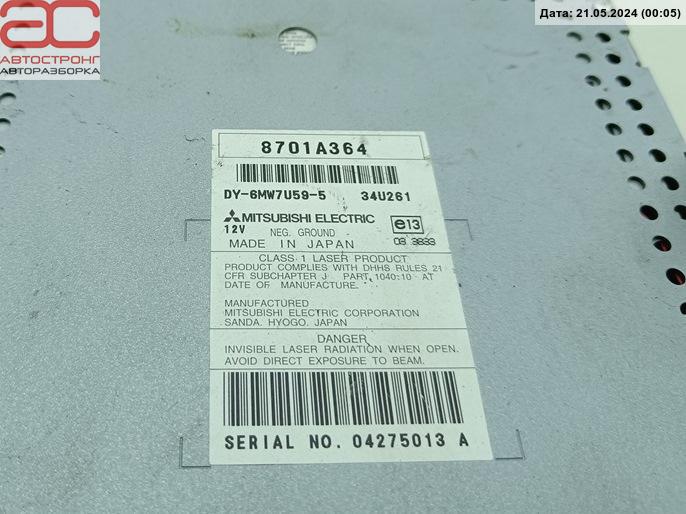 Дата: 21.05.2024 (00:05)
АС
АВТОСТРОНГ
АВТОРАЗБОРКА
8701A364
DY-6MW7U59-5 34U261
MITSUBISHI ELECTRIC e13
12V NEG. GROUND
MADE IN JAPAN 03 3833
CLASS 1 LASER PRODUCT
PRODUCT COMPLIES WITH DHHS RULES 21
CFR SUBCHAPTER J PART 1040:10 AT
DATE OF MANUFACTURE.
MANUFACTURED
MITSUBISHI ELECTRIC CORPORATION
SANDA. HYOGO. JAPAN
DANGER
INVISIBLE LASER RADIATION WHEN OPEN.
AVOID DIRECT EXPOSURE TO BEAM.
SERIAL NO. 04275013 A